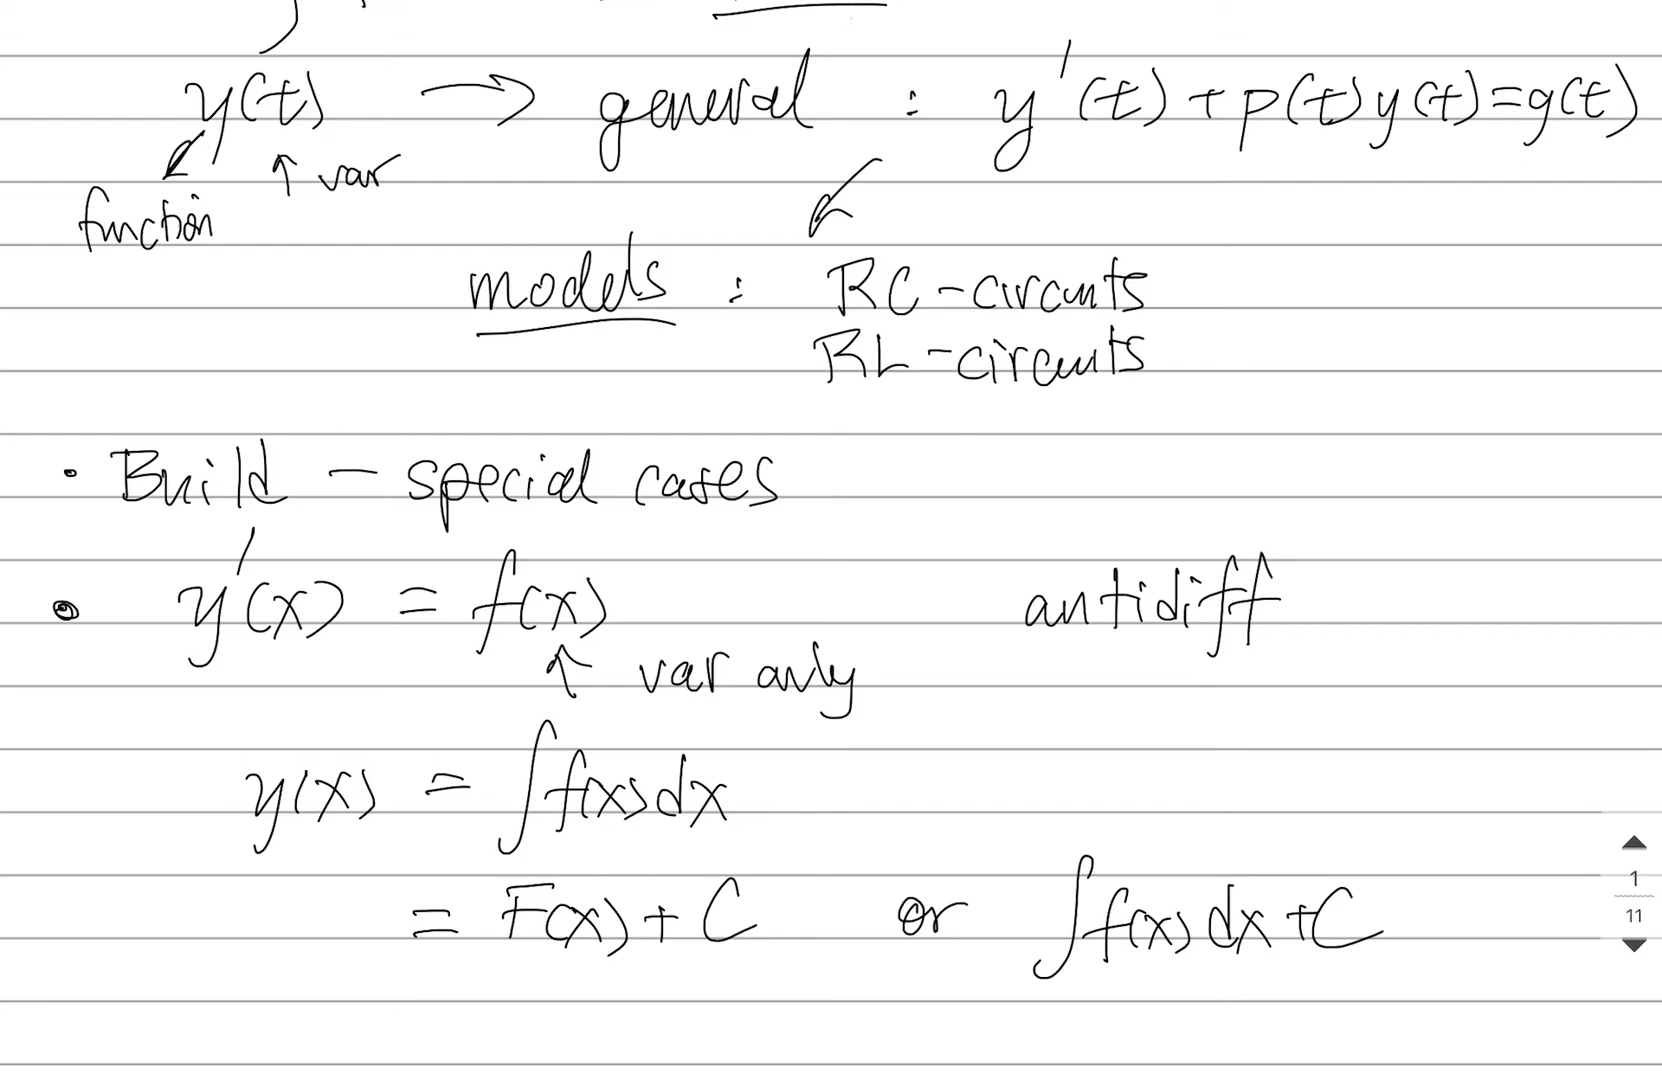 y(t) → general : y'(t) + p(t)y(t)=g(t)
↑ var
function
models : RC-circuits
RL-circuits
· Build - special cases
• y'(x) = f(x) antidiff
↑ var only
y(x) = ∫f(x)dx
= F(x) + C or ∫f(x)dx + C
1
11